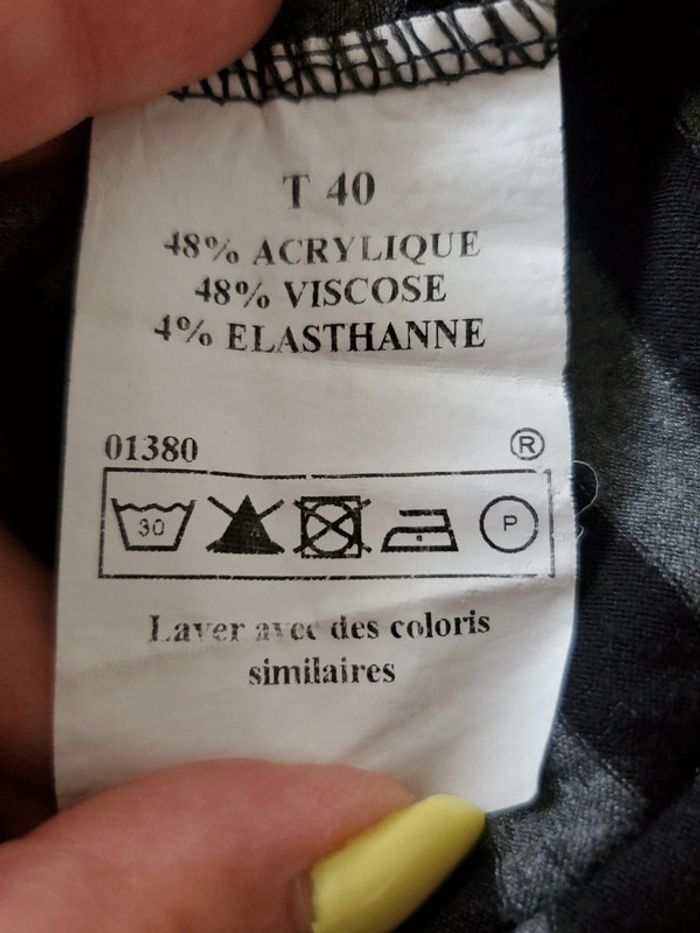 T 40
48% ACRYLIQUE
48% VISCOSE
4% ELASTHANNE
01380 ®
30 P
Laver avec des coloris
similaires